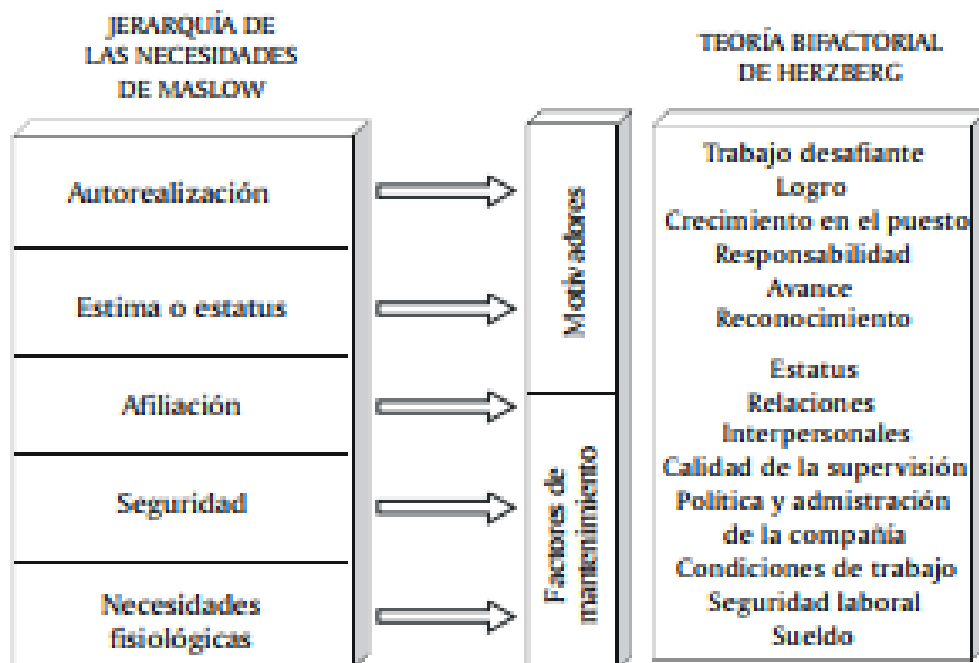 JERARQUÍA DE
LAS NECESIDADES
DE MASLOW
Autorealización
Estima o estatus
Afiliación
Seguridad
Necesidades
fisiológicas
Motivadores
Factores de
mantenimiento
TEORÍA BIFACTORIAL
DE HERZBERG
Trabajo desafiante
Logro
Crecimiento en el puesto
Responsabilidad
Avance
Reconocimiento
Estatus
Relaciones
Interpersonales
Calidad de la supervisión
Política y admistración
de la compañía
Condiciones de trabajo
Seguridad laboral
Sueldo